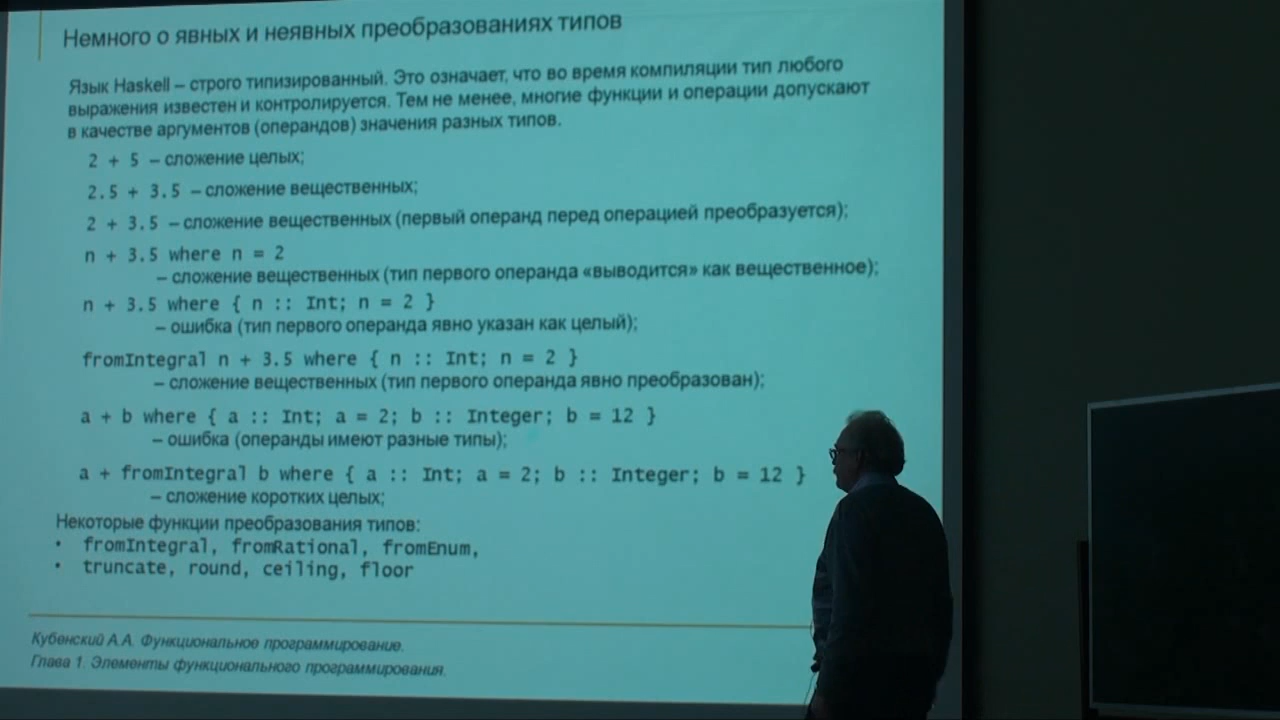 Немного о явных и неявных преобразованиях типов
Язык Haskell – строго типизированный. Это означает, что во время компиляции тип любого
выражения известен и контролируется. Тем не менее, многие функции и операции допускают
в качестве аргументов (операндов) значения разных типов.
2 + 5 – сложение целых;
2.5 + 3.5 – сложение вещественных;
2 + 3.5 – сложение вещественных (первый операнд перед операцией преобразуется);
n + 3.5 where n = 2
– сложение вещественных (тип первого операнда «выводится» как вещественное);
n + 3.5 where { n :: Int; n = 2 }
– ошибка (тип первого операнда явно указан как целый);
fromIntegral n + 3.5 where { n :: Int; n = 2 }
– сложение вещественных (тип первого операнда явно преобразован);
a + b where { a :: Int; a = 2; b :: Integer; b = 12 }
– ошибка (операнды имеют разные типы);
a + fromIntegral b where { a :: Int; a = 2; b :: Integer; b = 12 }
– сложение коротких целых;
Некоторые функции преобразования типов:
• fromIntegral, fromRational, fromEnum,
• truncate, round, ceiling, floor
Кубенский А.А. Функциональное программирование.
Глава 1. Элементы функционального программирования.